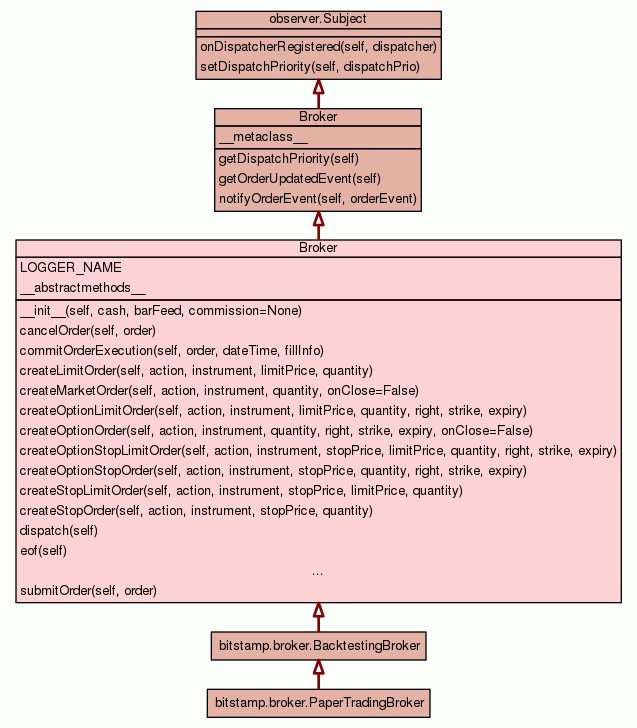 observer.Subject
onDispatcherRegistered(self, dispatcher)
setDispatchPriority(self, dispatchPrio)
Broker
__metaclass__
getDispatchPriority(self)
getOrderUpdatedEvent(self)
notifyOrderEvent(self, orderEvent)
Broker
LOGGER_NAME
__abstractmethods__
__init__(self, cash, barFeed, commission=None)
cancelOrder(self, order)
commitOrderExecution(self, order, dateTime, fillInfo)
createLimitOrder(self, action, instrument, limitPrice, quantity)
createMarketOrder(self, action, instrument, quantity, onClose=False)
createOptionLimitOrder(self, action, instrument, limitPrice, quantity, right, strike, expiry)
createOptionOrder(self, action, instrument, quantity, right, strike, expiry, onClose=False)
createOptionStopLimitOrder(self, action, instrument, stopPrice, limitPrice, quantity, right, strike, expiry)
createOptionStopOrder(self, action, instrument, stopPrice, quantity, right, strike, expiry)
createStopLimitOrder(self, action, instrument, stopPrice, limitPrice, quantity)
createStopOrder(self, action, instrument, stopPrice, quantity)
dispatch(self)
eof(self)
...
submitOrder(self, order)
bitstamp.broker.BacktestingBroker
bitstamp.broker.PaperTradingBroker